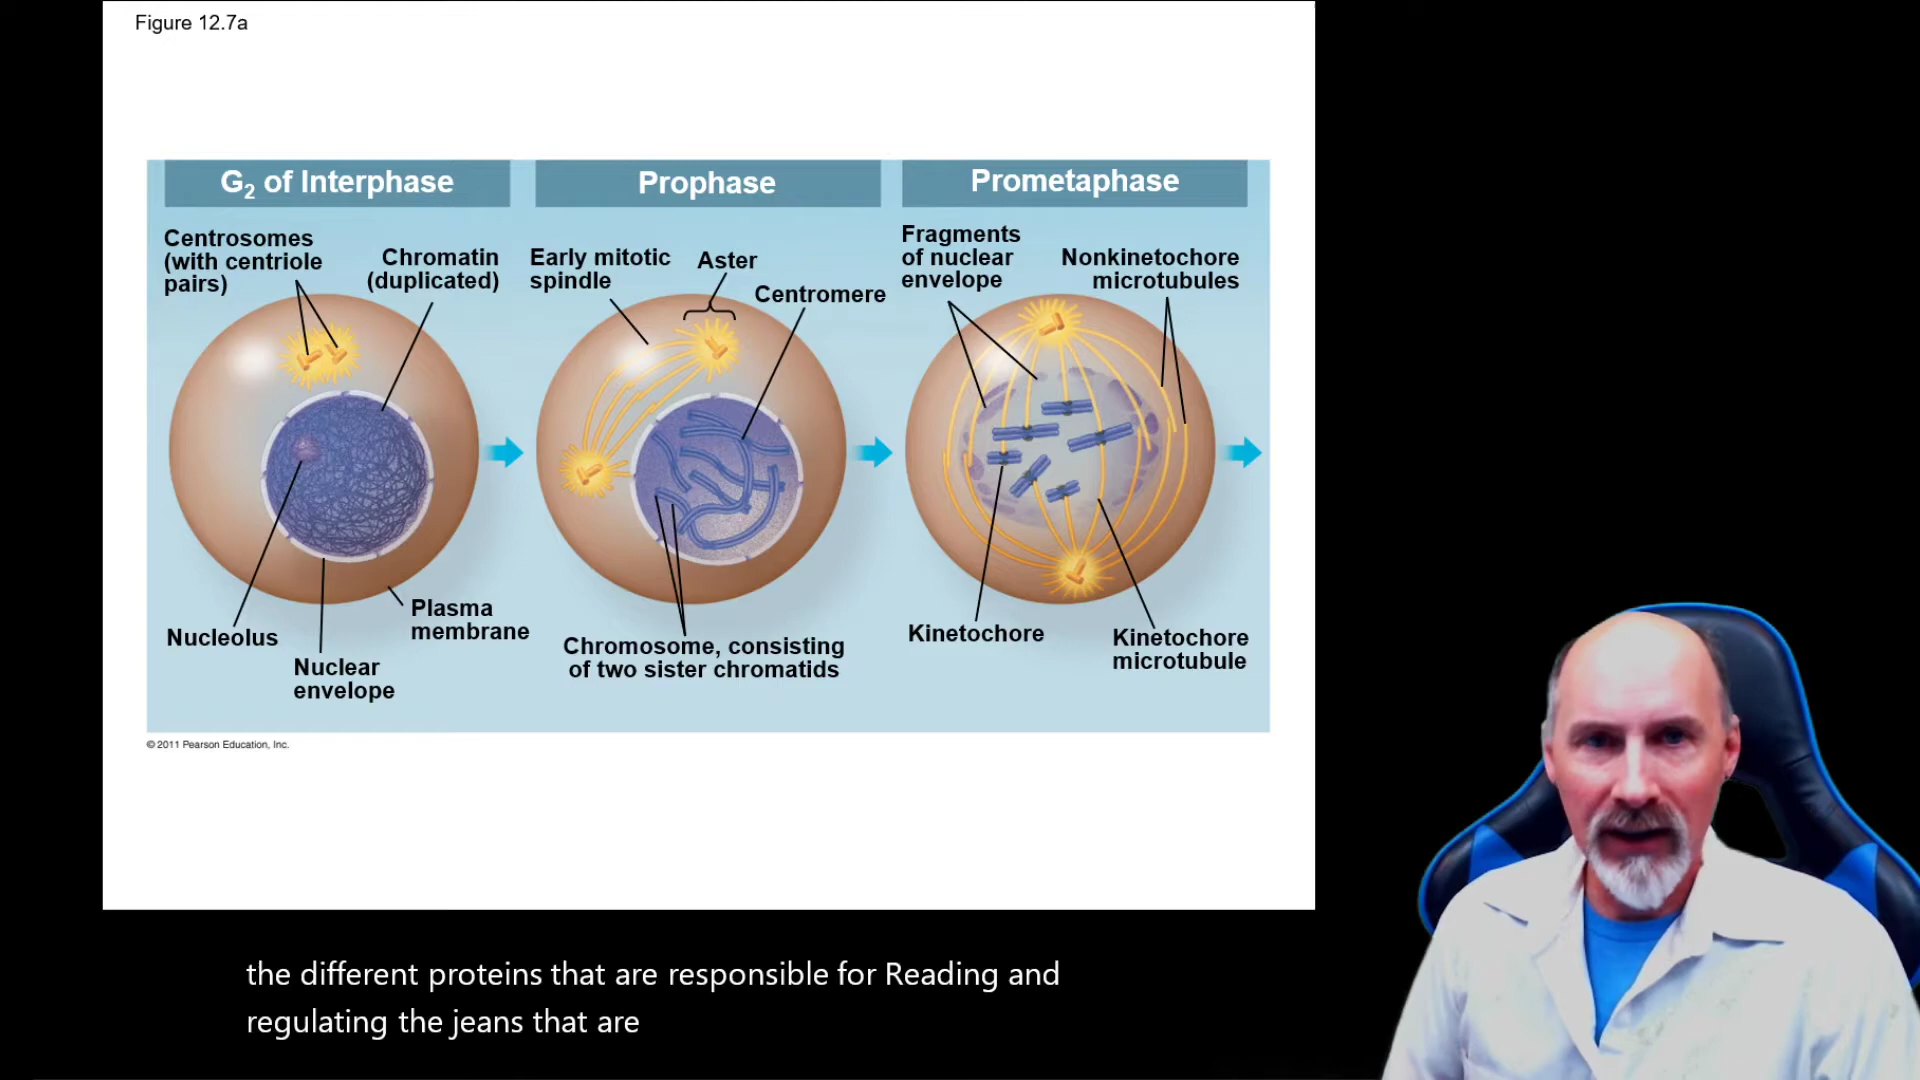 Figure 12.7a
G₂ of Interphase
Centrosomes
(with centriole
pairs)
Chromatin
(duplicated)
Nucleolus
Nuclear
envelope
Plasma
membrane
Prophase
Early mitotic
spindle
Aster
Centromere
Chromosome, consisting
of two sister chromatids
Prometaphase
Fragments
of nuclear
envelope
Nonkinetochore
microtubules
Kinetochore
Kinetochore
microtubule
© 2011 Pearson Education, Inc.
the different proteins that are responsible for Reading and
regulating the jeans that are